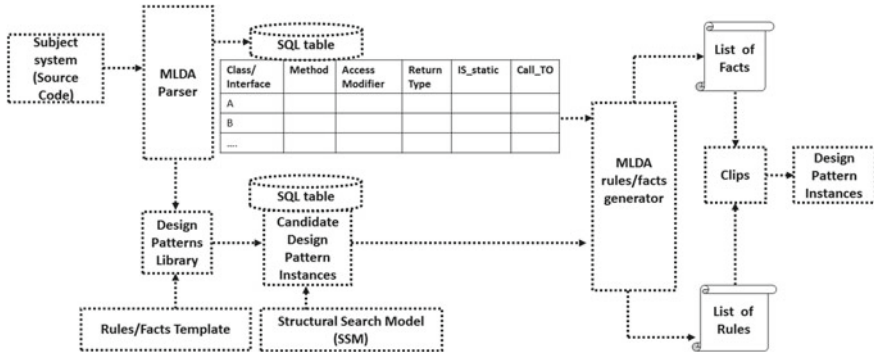 Subject
system
(Source
Code)
MLDA
Parser
SQL table
Class/ Method Access Return IS_static Call_TO
Interface Modifier Type
A
B
....
MLDA
rules/facts
generator
List of
Facts
Clips
Design
Pattern
Instances
Design
Patterns
Library
SQL table
Candidate
Design
Pattern
Instances
Rules/Facts Template
Structural Search Model
(SSM)
List of
Rules